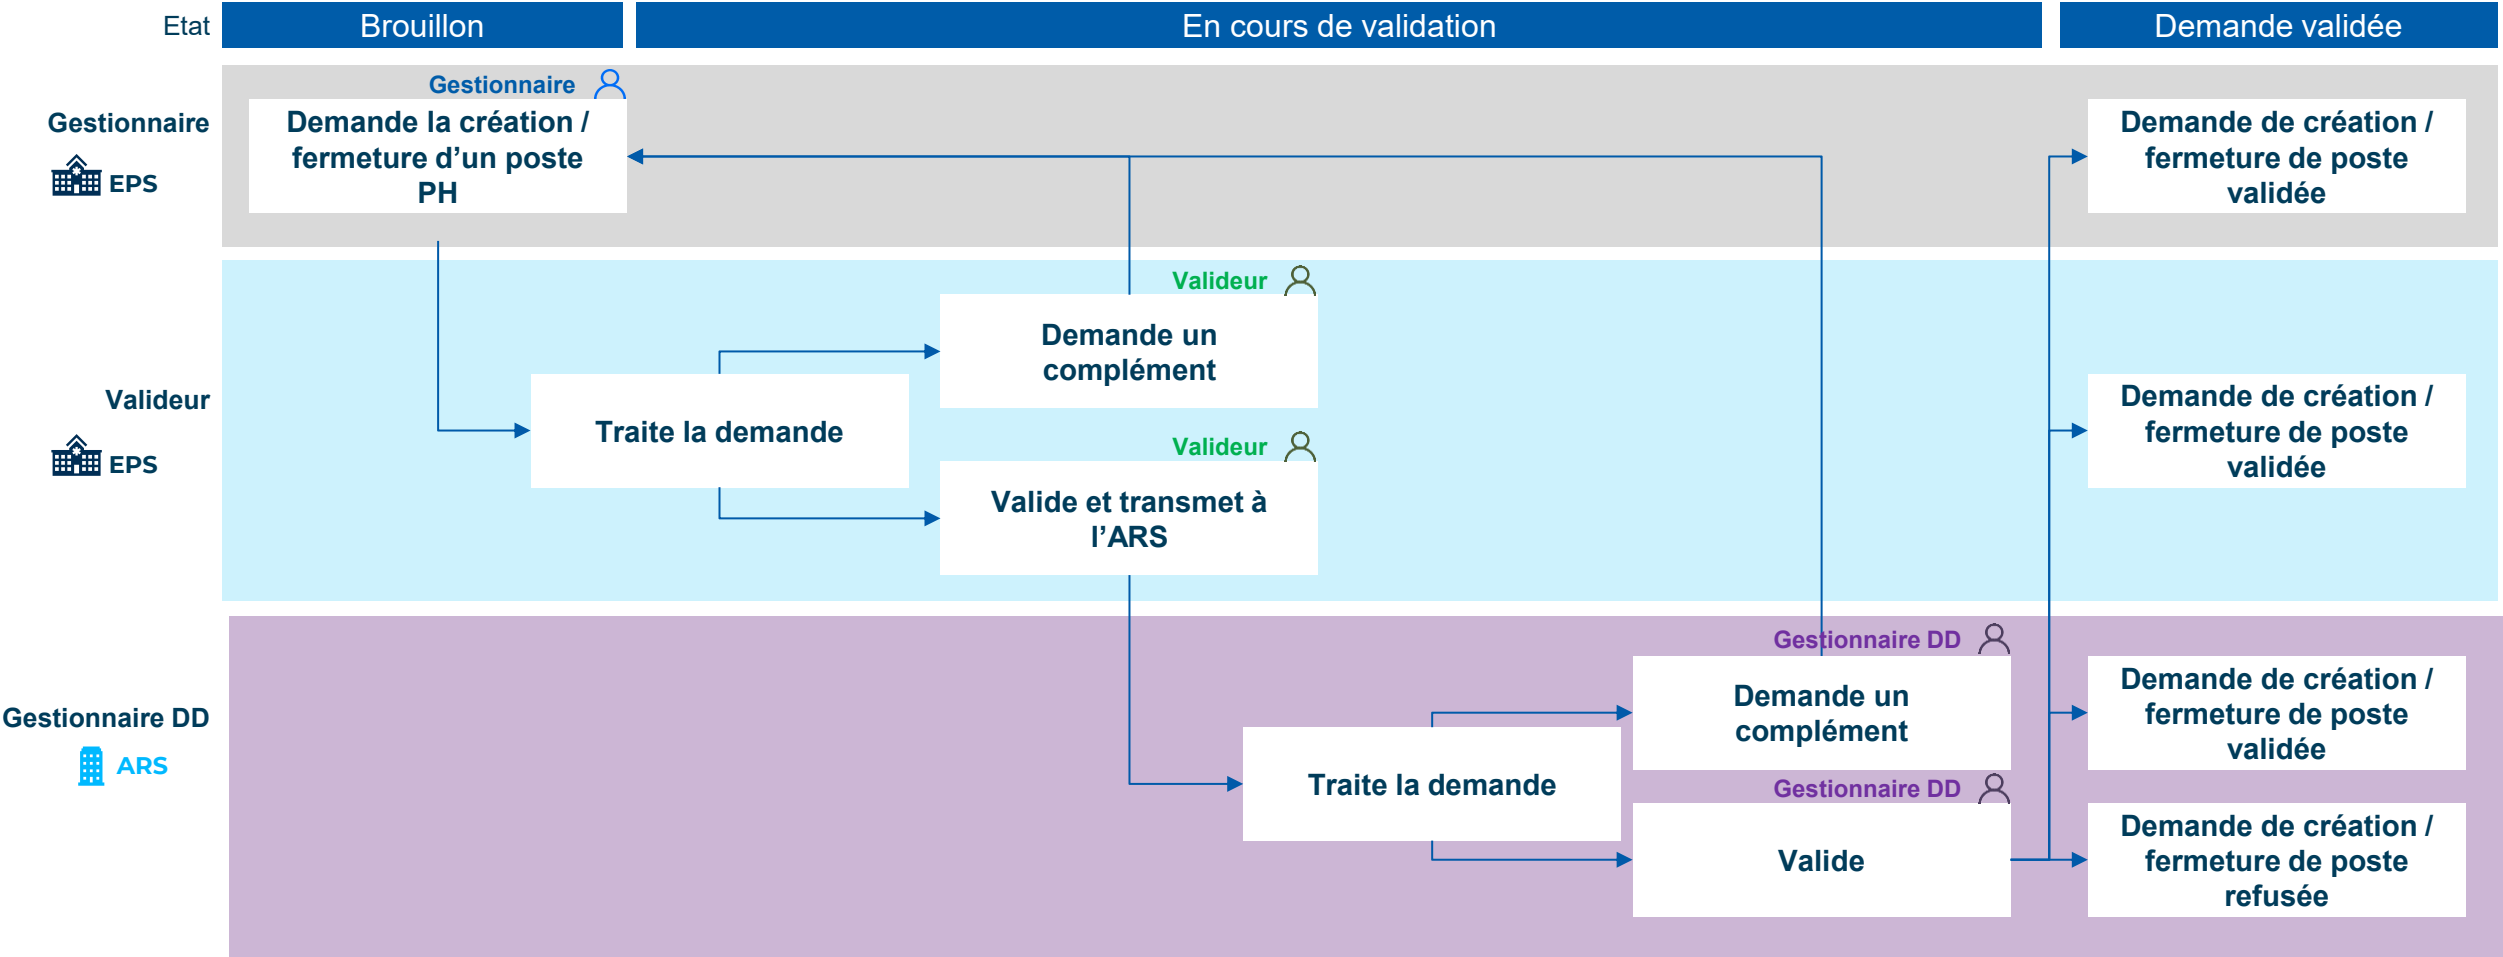 Etat
Brouillon
En cours de validation
Demande validée
Gestionnaire
EPS
Gestionnaire
Demande la création /
fermeture d’un poste
PH
Demande de création /
fermeture de poste
validée
Valideur
EPS
Traite la demande
Valideur
Demande un
complément
Valideur
Valide et transmet à
l’ARS
Demande de création /
fermeture de poste
validée
Gestionnaire DD
ARS
Traite la demande
Gestionnaire DD
Demande un
complément
Gestionnaire DD
Valide
Demande de création /
fermeture de poste
validée
Demande de création /
fermeture de poste
refusée